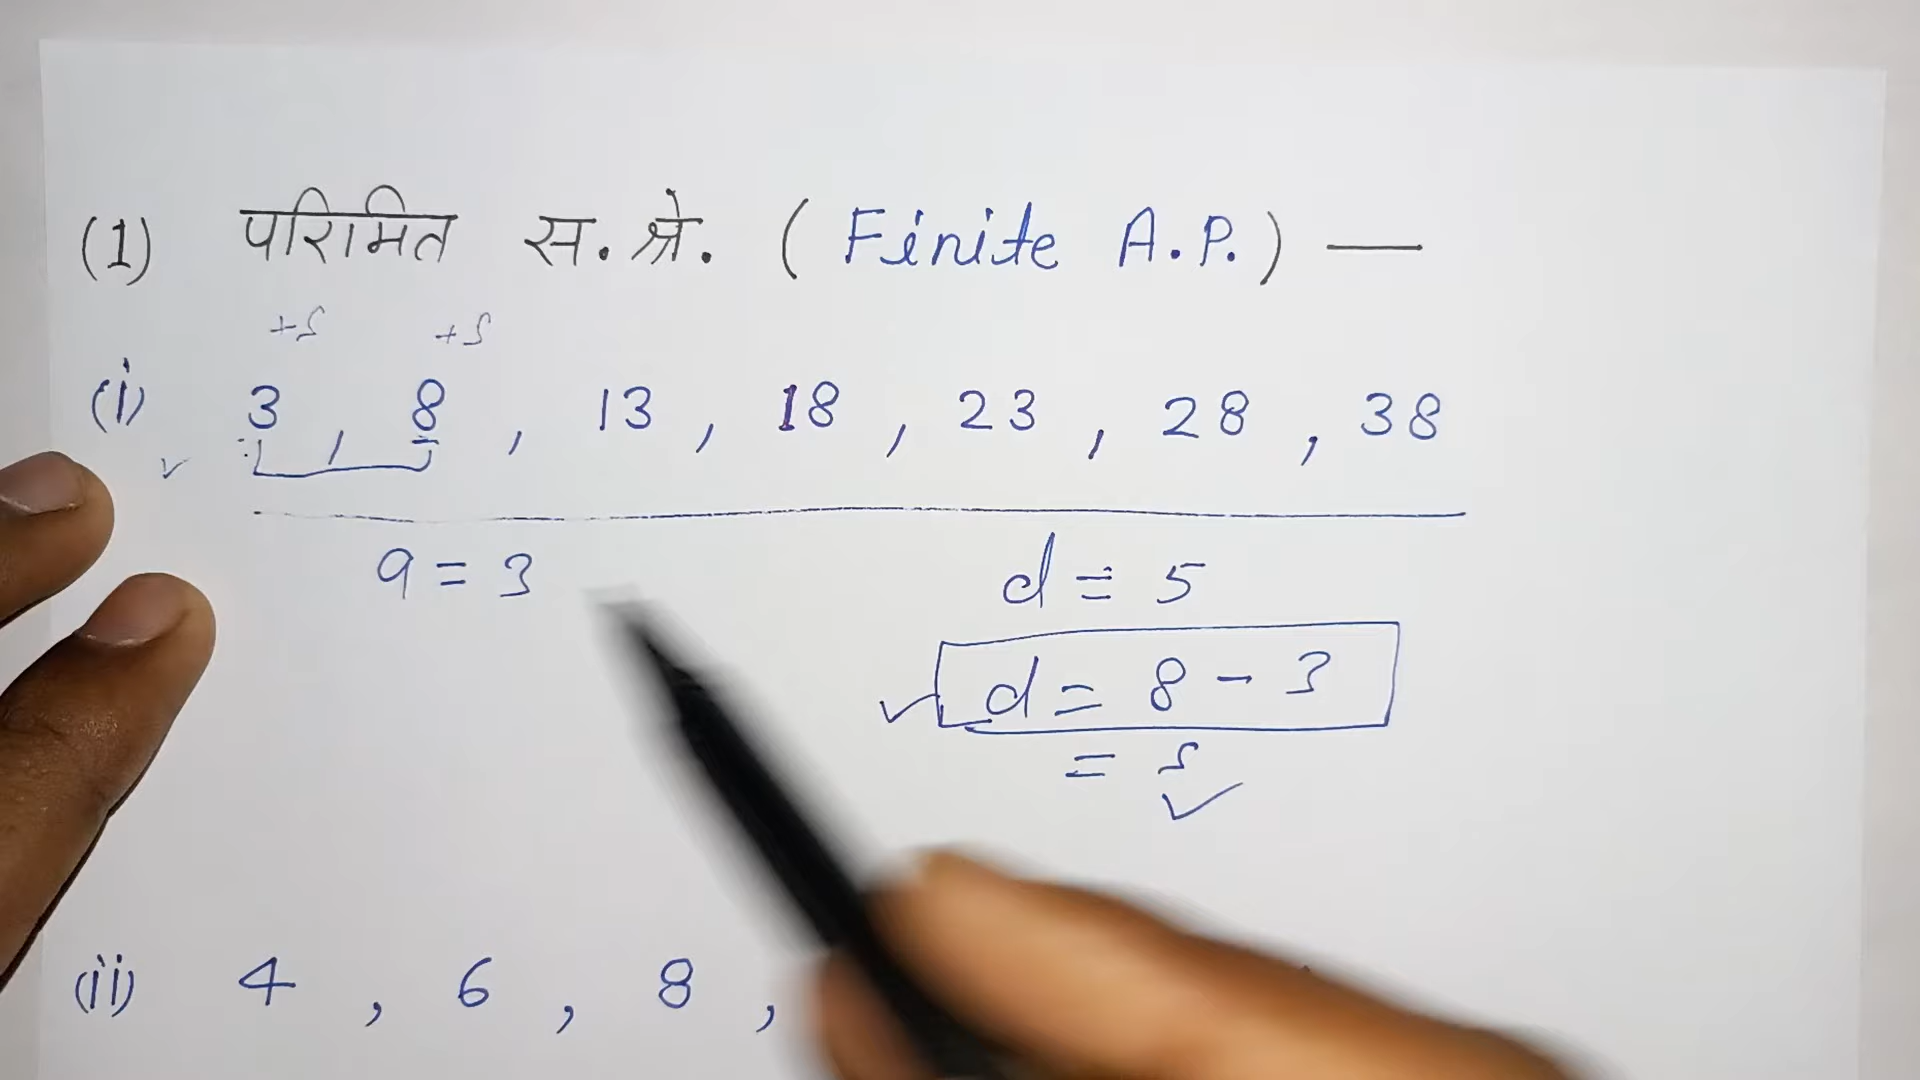 (1) परिमित स.श्रे. (Finite A.P.) —
+5 +5
(i) 3 , 8 , 13 , 18 , 23 , 28 , 38
a = 3 d = 5
d = 8 - 3
= 5
(ii) 4 , 6 , 8 ,